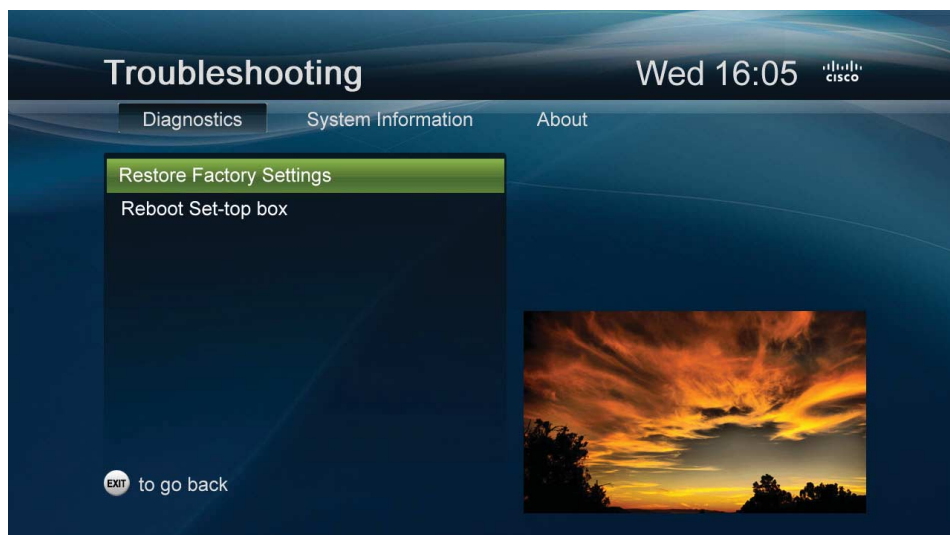 Troubleshooting Wed 16:05 cisco
Diagnostics System Information About
Restore Factory Settings
Reboot Set-top box
EXIT to go back